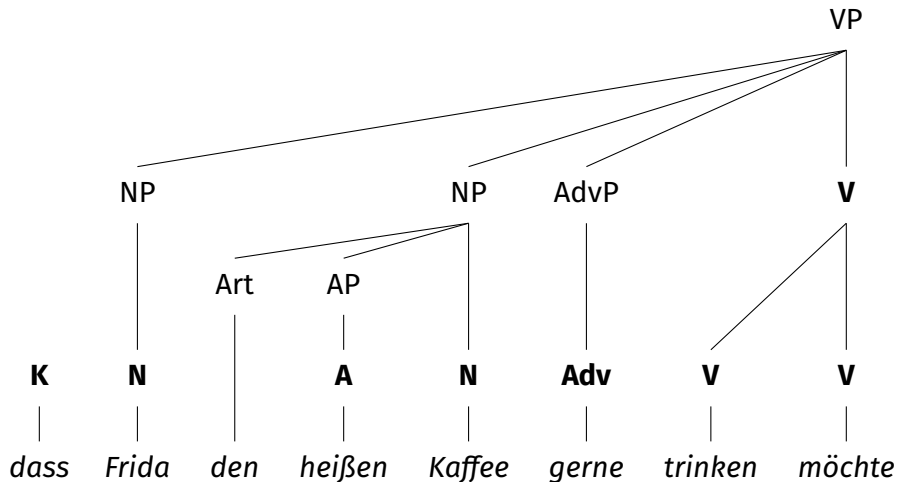 VP
NP NP AdvP V
Art AP
K N A N Adv V V
dass Frida den heißen Kaffee gerne trinken möchte